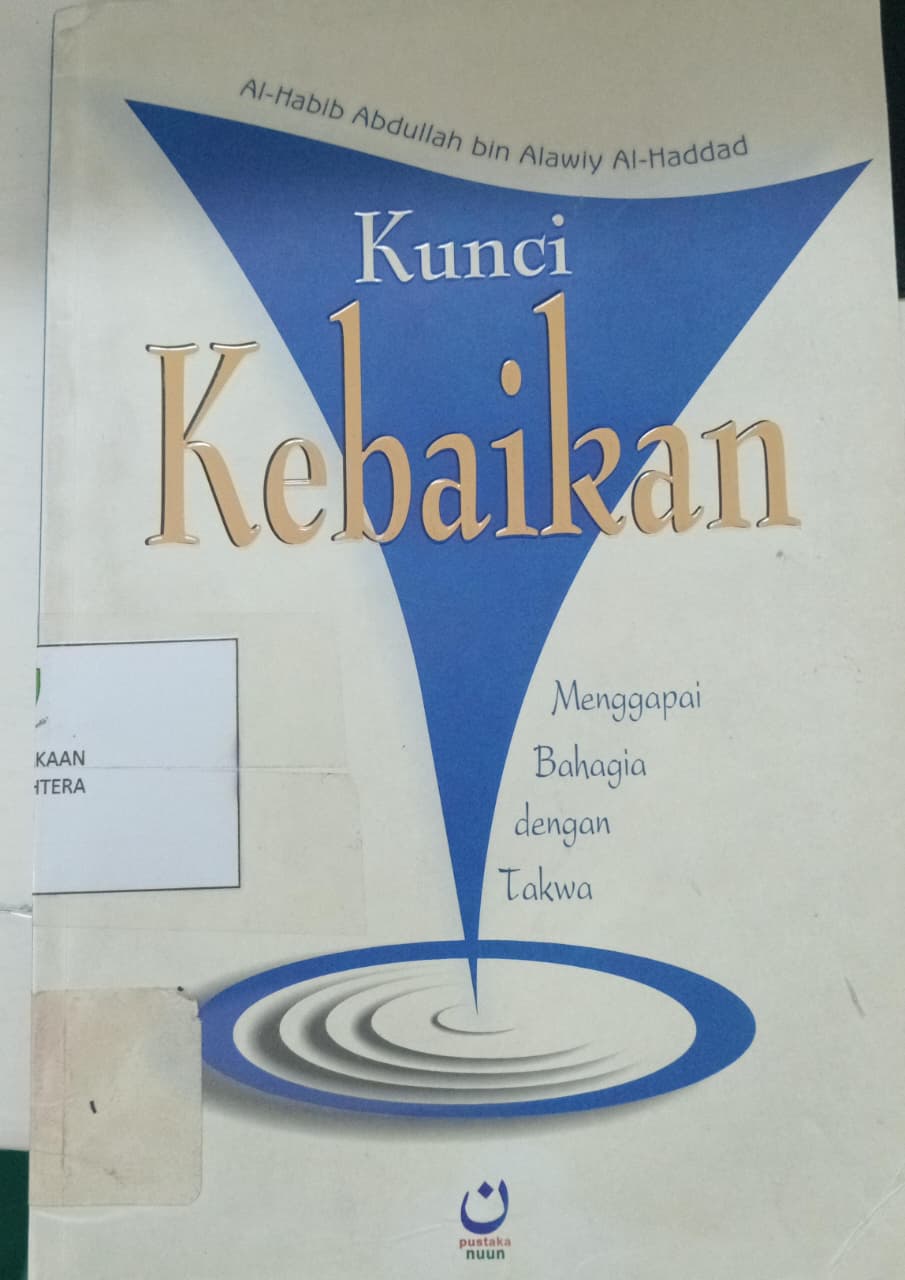 Al-Habib Abdullah bin Alawiy Al-Haddad
Kunci
Kebaikan
Menggapai
Bahagia
dengan
Takwa
KAAN
HTERA
ن
pustaka
nuun